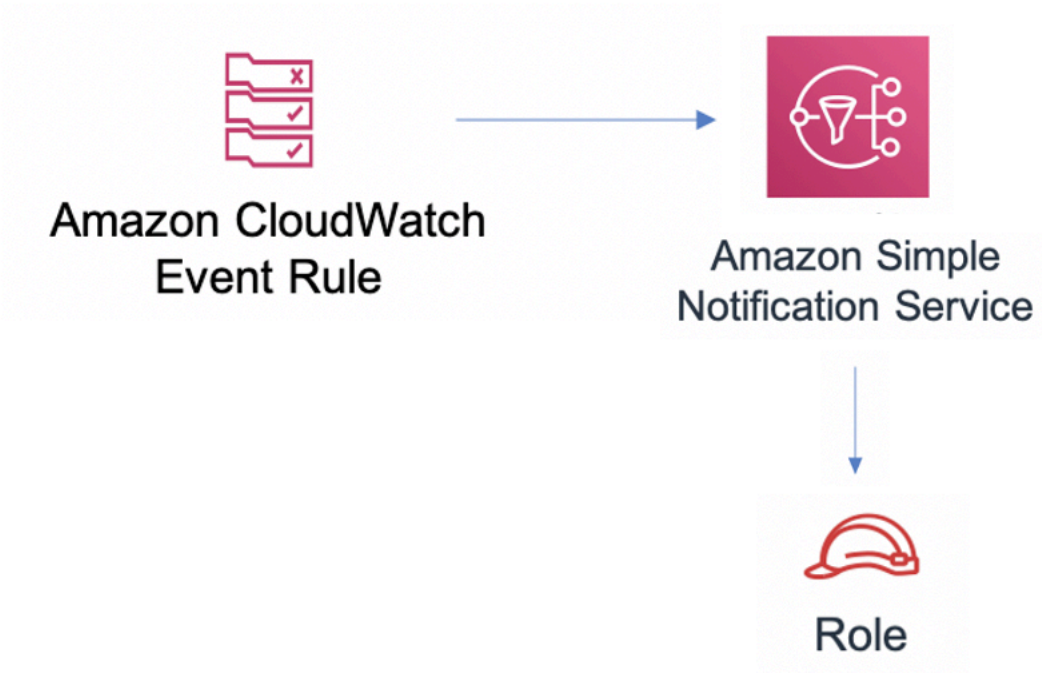 Amazon CloudWatch
Event Rule
Amazon Simple
Notification Service
Role